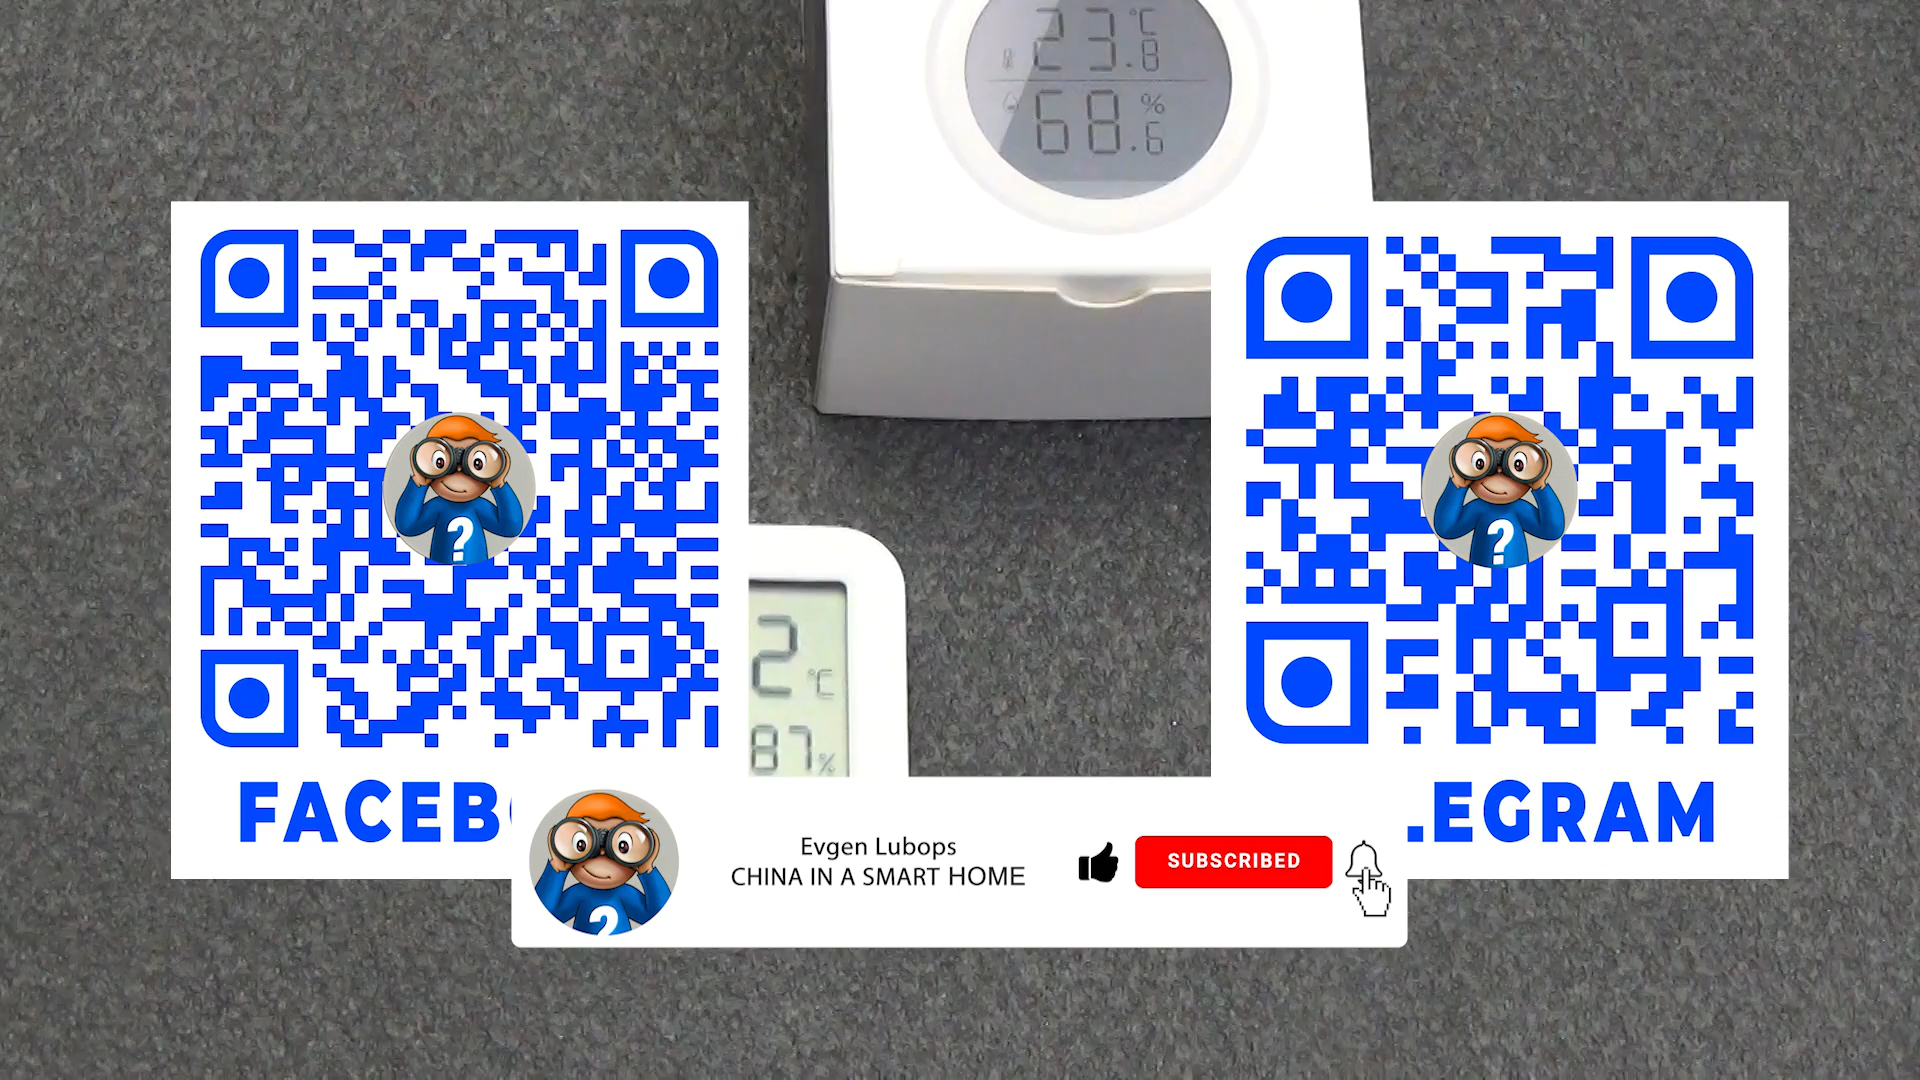 23.8 °C
68.6 %
2 °C
87%
?
?
FACEB
.EGRAM
Evgen Lubops
CHINA IN A SMART HOME
SUBSCRIBED
?